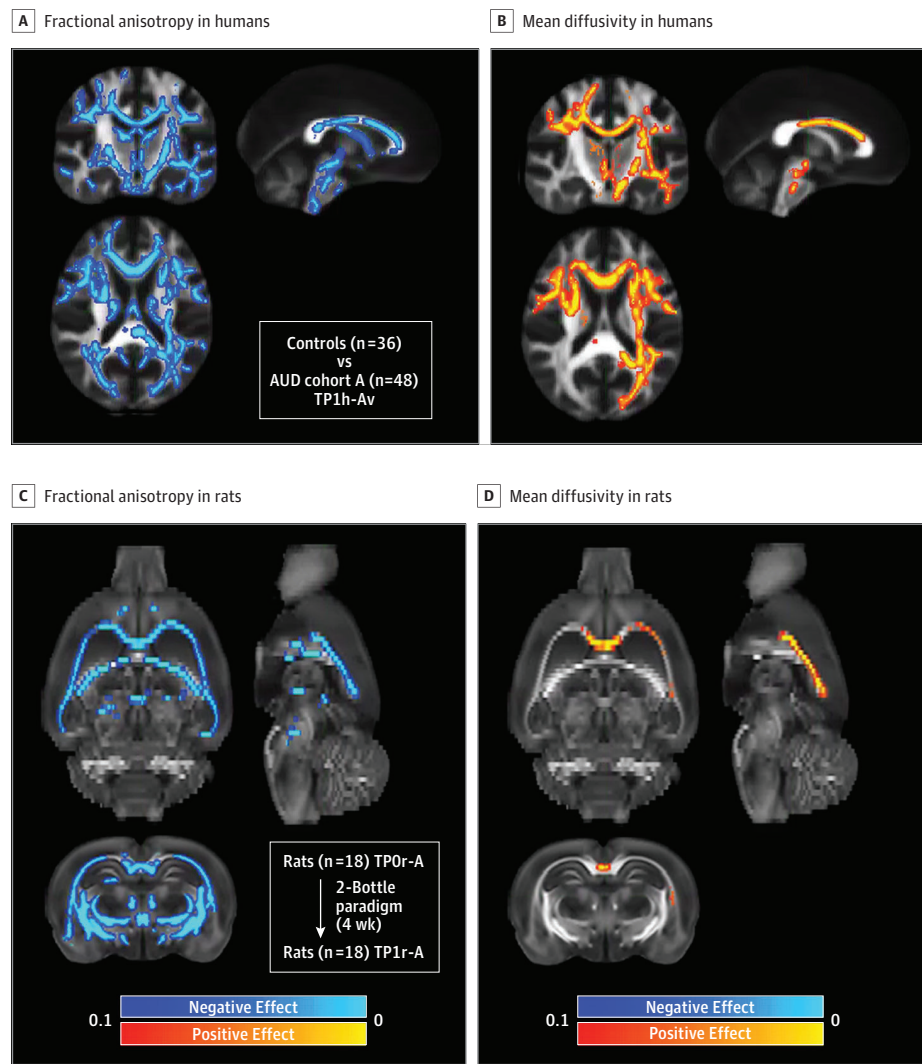 A Fractional anisotropy in humans
B Mean diffusivity in humans
Controls (n=36)
vs
AUD cohort A (n=48)
TP1h-Av
C Fractional anisotropy in rats
D Mean diffusivity in rats
Rats (n=18) TP0r-A
2-Bottle
paradigm
(4 wk)
Rats (n=18) TP1r-A
0.1
Negative Effect
Positive Effect
0
0.1
Negative Effect
Positive Effect
0